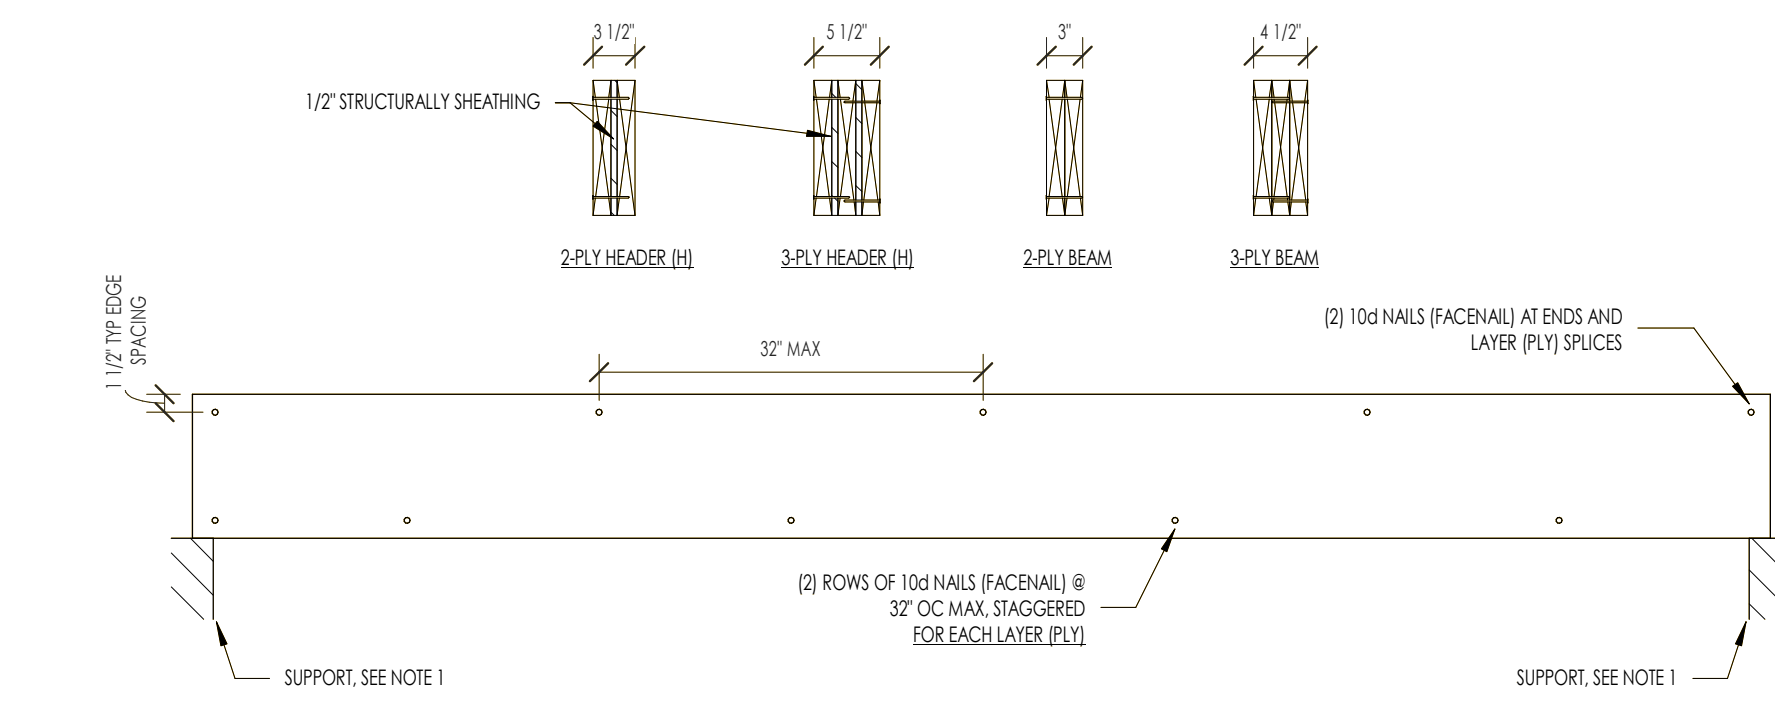 3 1/2"
5 1/2"
3"
4 1/2"
1/2" STRUCTURALLY SHEATHING
2-PLY HEADER (H)
3-PLY HEADER (H)
2-PLY BEAM
3-PLY BEAM
1 1/2" TYP EDGE
SPACING
32" MAX
(2) 10d NAILS (FACENAIL) AT ENDS AND
LAYER (PLY) SPLICES
(2) ROWS OF 10d NAILS (FACENAIL) @
32" OC MAX, STAGGERED
FOR EACH LAYER (PLY)
SUPPORT, SEE NOTE 1
SUPPORT, SEE NOTE 1